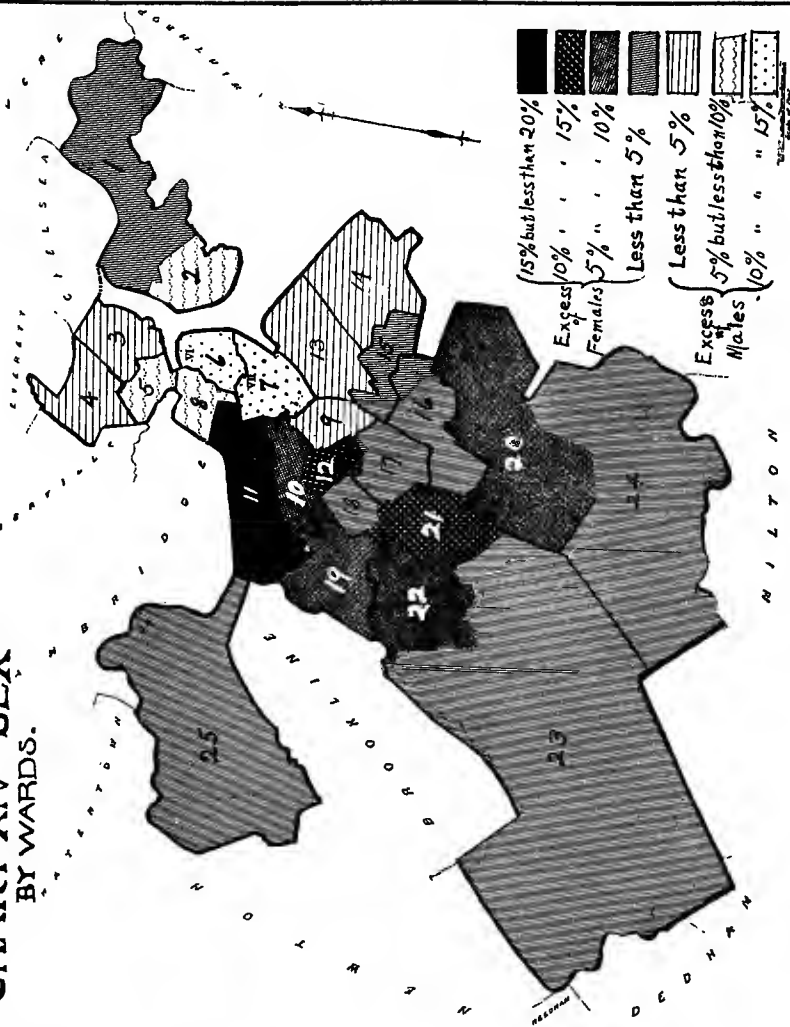 BY WARDS.
CHELSEA
EVERETT
WATERTOWN
BROOKLINE
MILTON
NEEDHAM
DEDHAM
1
2
3
4
5
VI
6
VII
7
8
9
10
11
12
13
14
15
16
17
18
19
20
21
22
23
24
25
Excess of Females
15% but less than 20%
10% " " " 15%
5% " " " 10%
Less than 5%
Excess of Males
Less than 5%
5% but less than 10%
10% " " " 15%